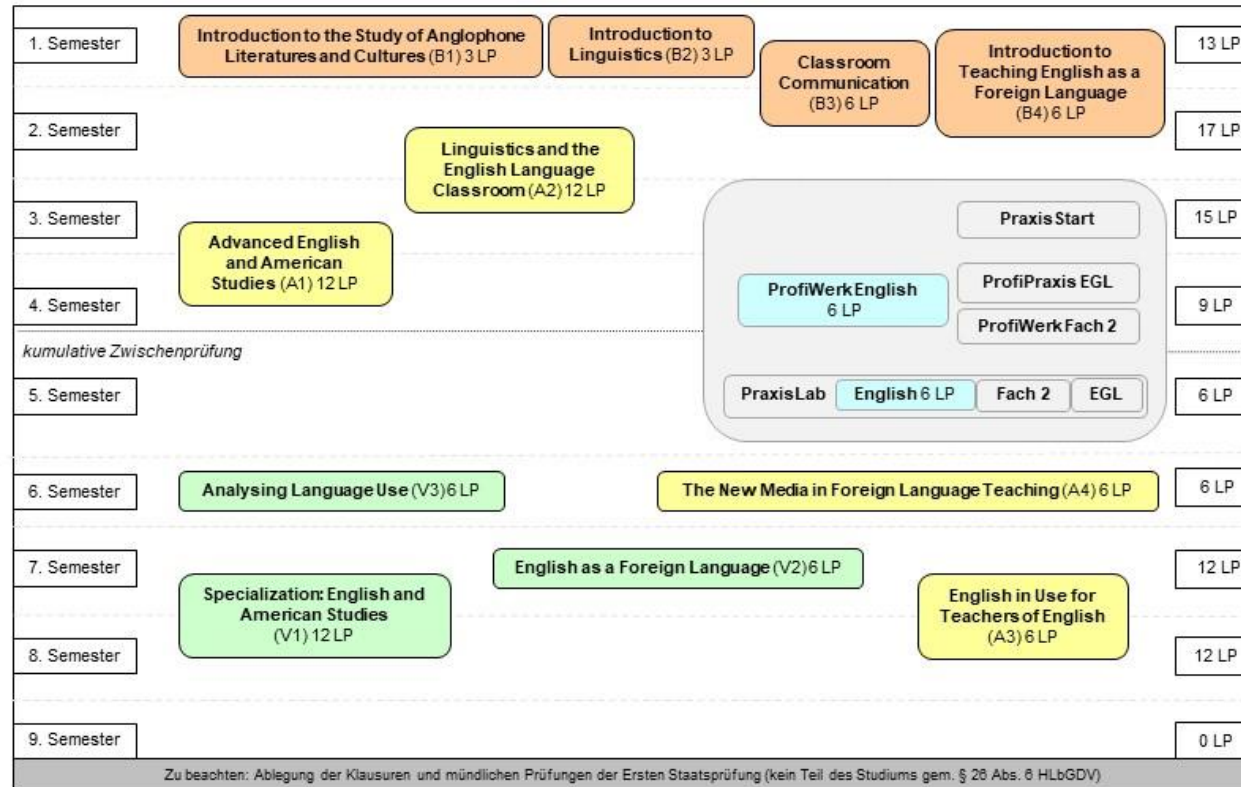 1. Semester
Introduction to the Study of Anglophone
Literatures and Cultures (B1) 3 LP
Introduction to
Linguistics (B2) 3 LP
Classroom
Communication
(B3) 6 LP
Introduction to
Teaching English as a
Foreign Language
(B4) 6 LP
13 LP
2. Semester
Linguistics and the
English Language
Classroom (A2) 12 LP
17 LP
3. Semester
Advanced English
and American
Studies (A1) 12 LP
Praxis Start
15 LP
4. Semester
ProfiWerk English
6 LP
ProfiPraxis EGL
ProfiWerk Fach 2
9 LP
kumulative Zwischenprüfung
5. Semester
PraxisLab
English 6 LP
Fach 2
EGL
6 LP
6. Semester
Analysing Language Use (V3) 6 LP
The New Media in Foreign Language Teaching (A4) 6 LP
6 LP
7. Semester
English as a Foreign Language (V2) 6 LP
12 LP
Specialization: English and
American Studies
(V1) 12 LP
English in Use for
Teachers of English
(A3) 6 LP
8. Semester
12 LP
9. Semester
0 LP
Zu beachten: Ablegung der Klausuren und mündlichen Prüfungen der Ersten Staatsprüfung (kein Teil des Studiums gem. § 26 Abs. 6 HLbGDV)